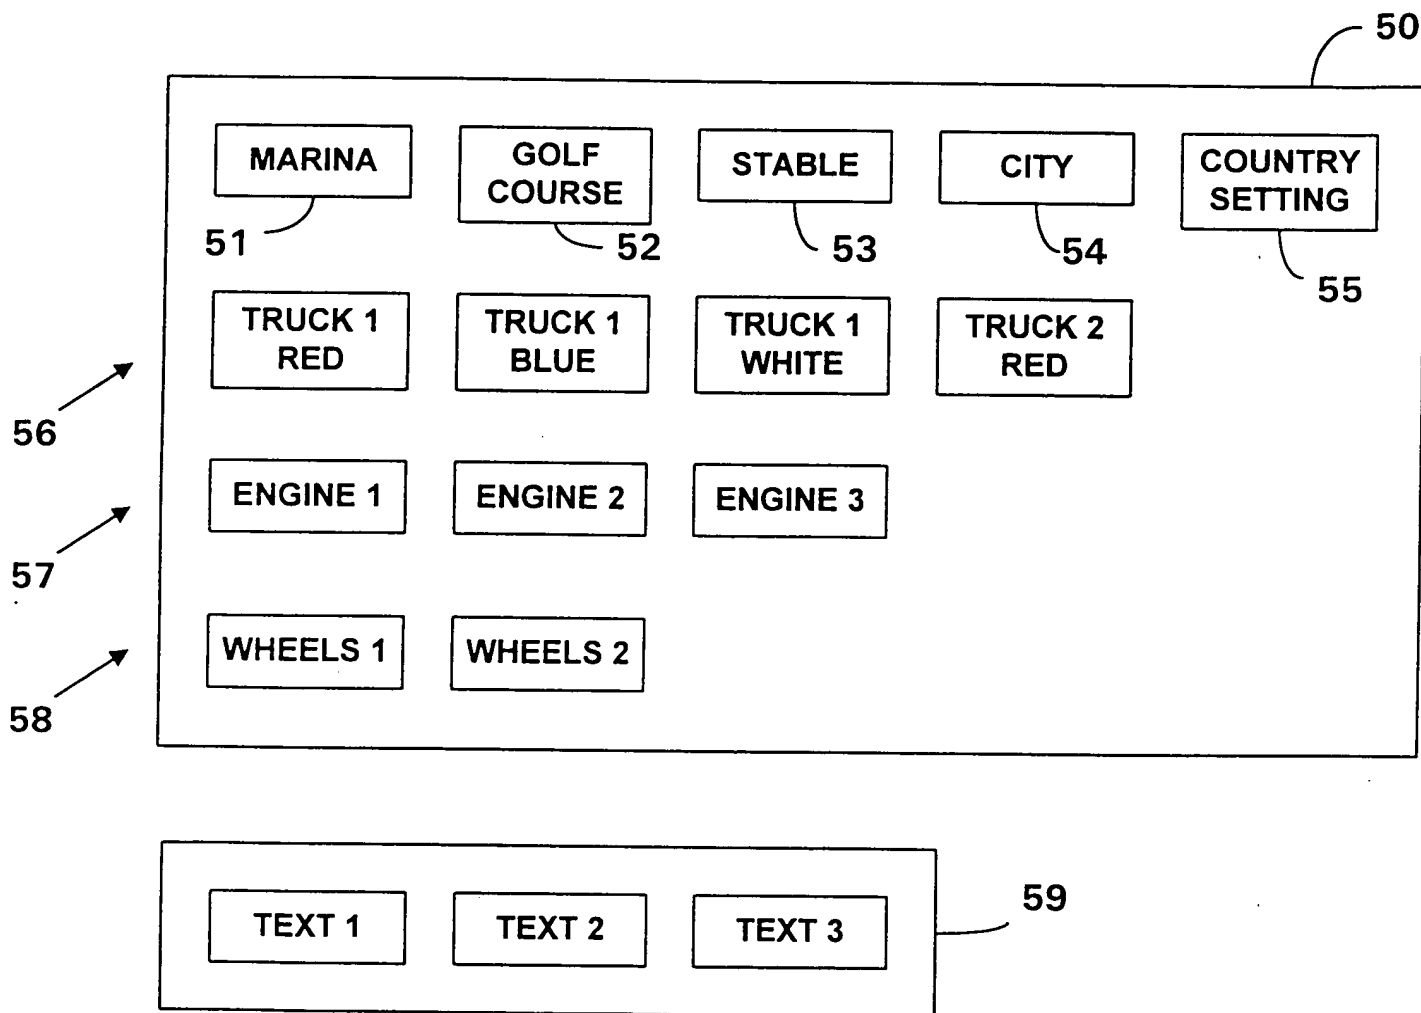 50
MARINA
GOLF
COURSE
STABLE
CITY
COUNTRY
SETTING
51
52
53
54
55
TRUCK 1
RED
TRUCK 1
BLUE
TRUCK 1
WHITE
TRUCK 2
RED
56
ENGINE 1
ENGINE 2
ENGINE 3
57
WHEELS 1
WHEELS 2
58
TEXT 1
TEXT 2
TEXT 3
59